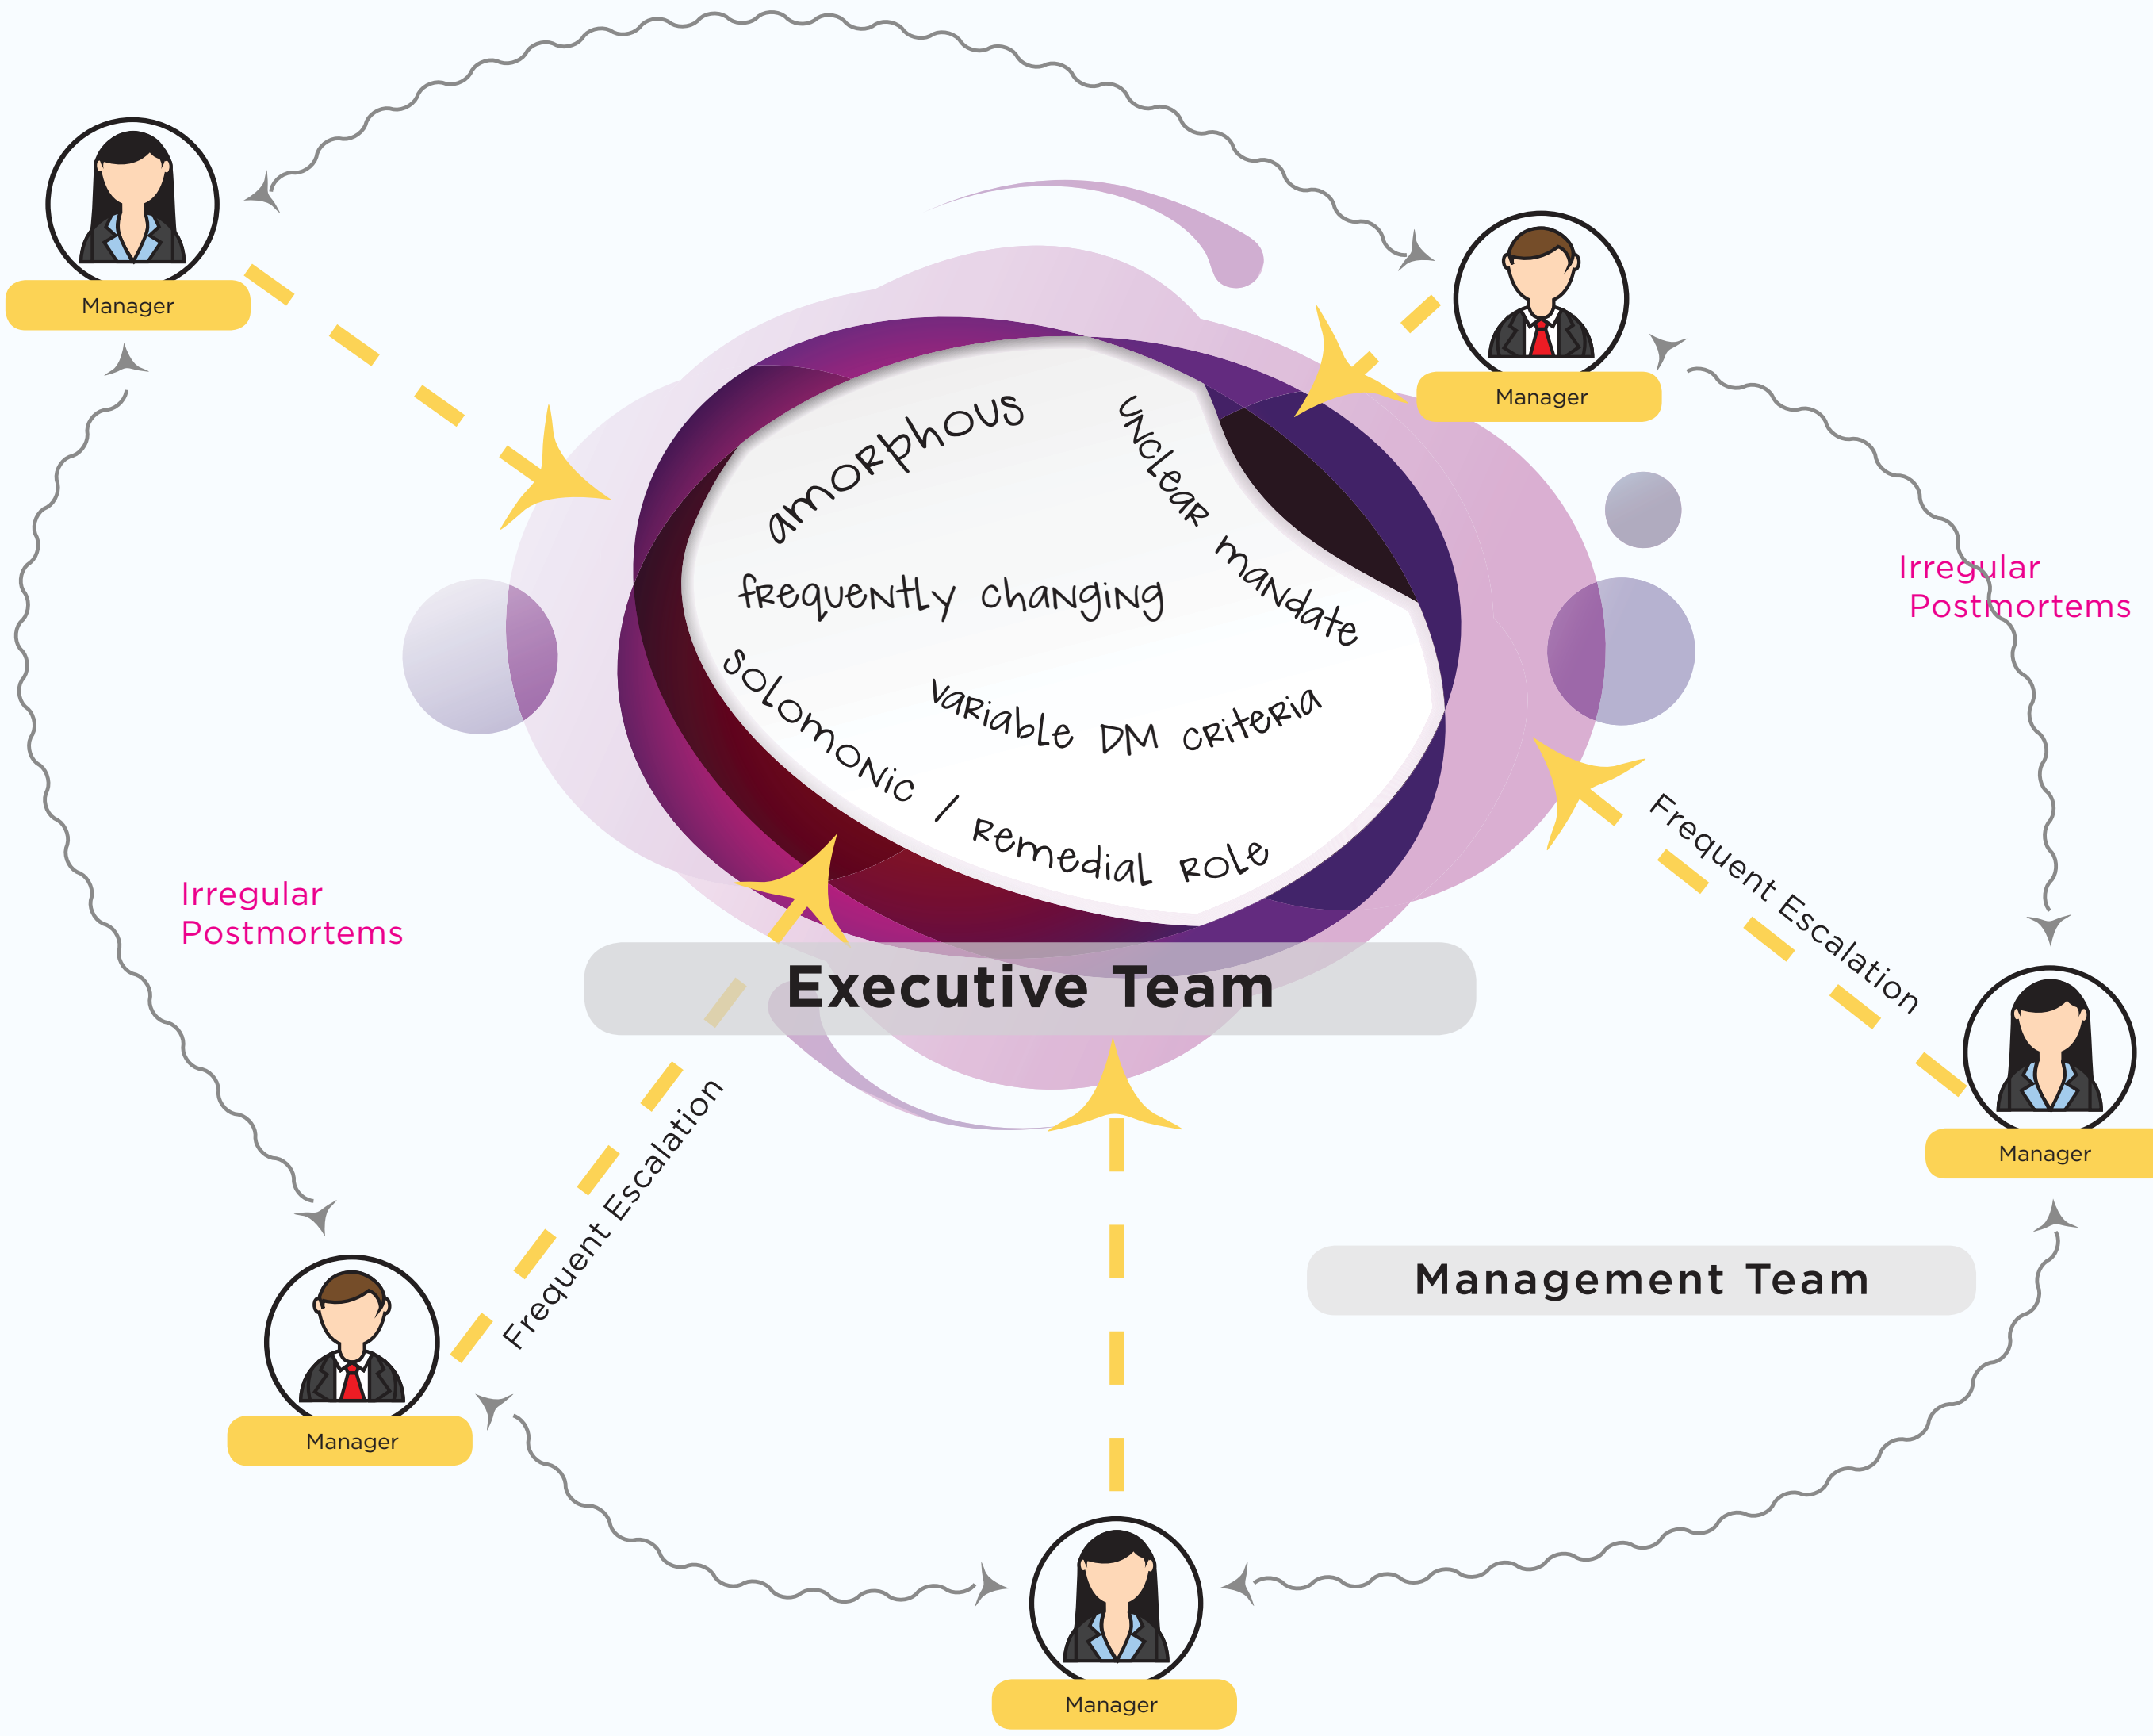 Manager
Manager
amorphous
unclear mandate
frequently changing
variable DM criteria
solomonic / remedial role
Irregular
Postmortems
Irregular
Postmortems
Frequent Escalation
Executive Team
Frequent Escalation
Manager
Management Team
Manager
Manager